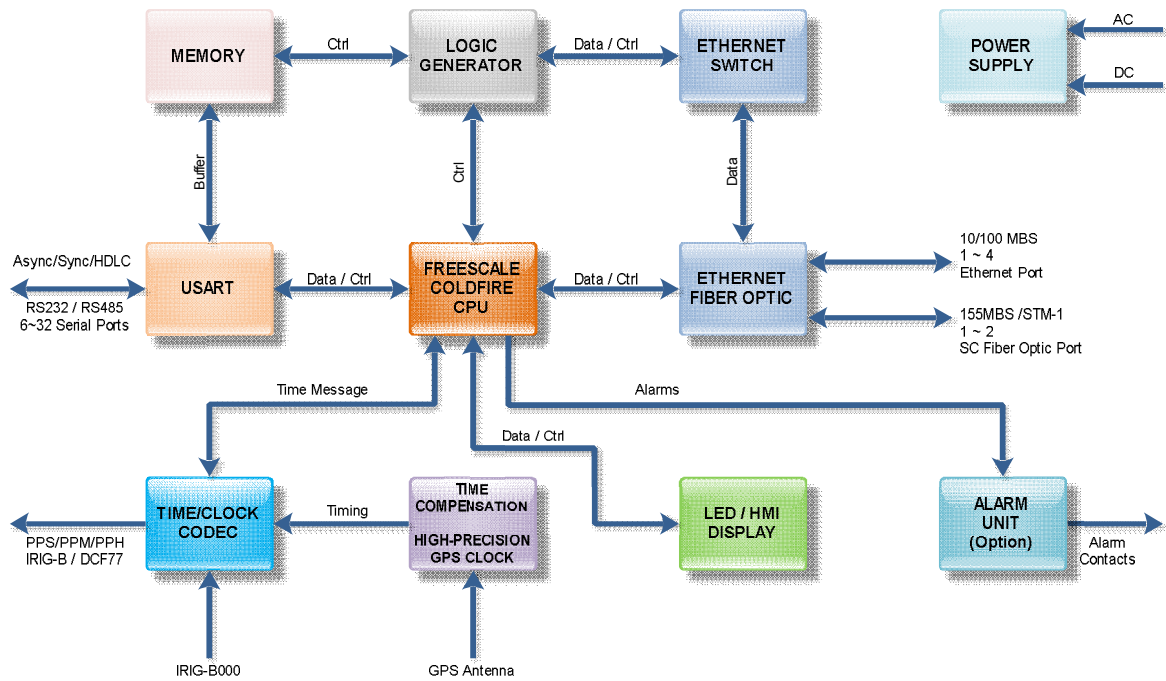 MEMORY
Ctrl
LOGIC
GENERATOR
Data / Ctrl
ETHERNET
SWITCH
POWER
SUPPLY
AC
DC
Buffer
Ctrl
Data
Async/Sync/HDLC
RS232 / RS485
6~32 Serial Ports
USART
Data / Ctrl
FREESCALE
COLDFIRE
CPU
Data / Ctrl
ETHERNET
FIBER OPTIC
10/100 MBS
1 ~ 4
Ethernet Port
155MBS /STM-1
1 ~ 2
SC Fiber Optic Port
Time Message
Alarms
Data / Ctrl
PPS/PPM/PPH
IRIG-B / DCF77
TIME/CLOCK
CODEC
Timing
TIME
COMPENSATION
HIGH-PRECISION
GPS CLOCK
LED / HMI
DISPLAY
ALARM
UNIT
(Option)
Alarm
Contacts
IRIG-B000
GPS Antenna